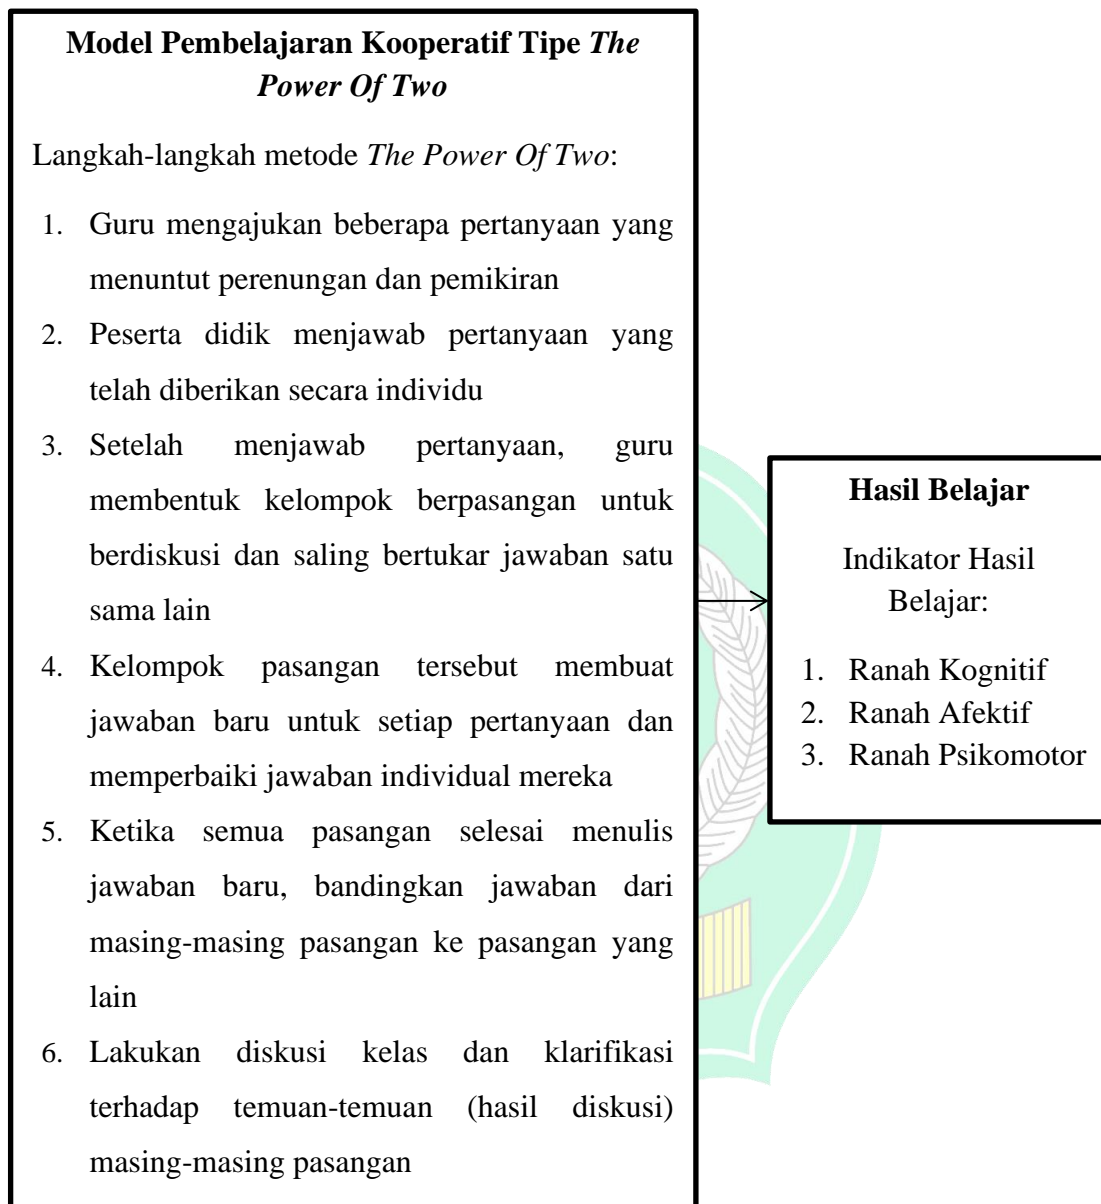 Model Pembelajaran Kooperatif Tipe The
Power Of Two
Langkah-langkah metode The Power Of Two:
1. Guru mengajukan beberapa pertanyaan yang
menuntut perenungan dan pemikiran
2. Peserta didik menjawab pertanyaan yang
telah diberikan secara individu
3. Setelah menjawab pertanyaan, guru
membentuk kelompok berpasangan untuk
berdiskusi dan saling bertukar jawaban satu
sama lain
4. Kelompok pasangan tersebut membuat
jawaban baru untuk setiap pertanyaan dan
memperbaiki jawaban individual mereka
5. Ketika semua pasangan selesai menulis
jawaban baru, bandingkan jawaban dari
masing-masing pasangan ke pasangan yang
lain
6. Lakukan diskusi kelas dan klarifikasi
terhadap temuan-temuan (hasil diskusi)
masing-masing pasangan
Hasil Belajar
Indikator Hasil
Belajar:
1. Ranah Kognitif
2. Ranah Afektif
3. Ranah Psikomotor